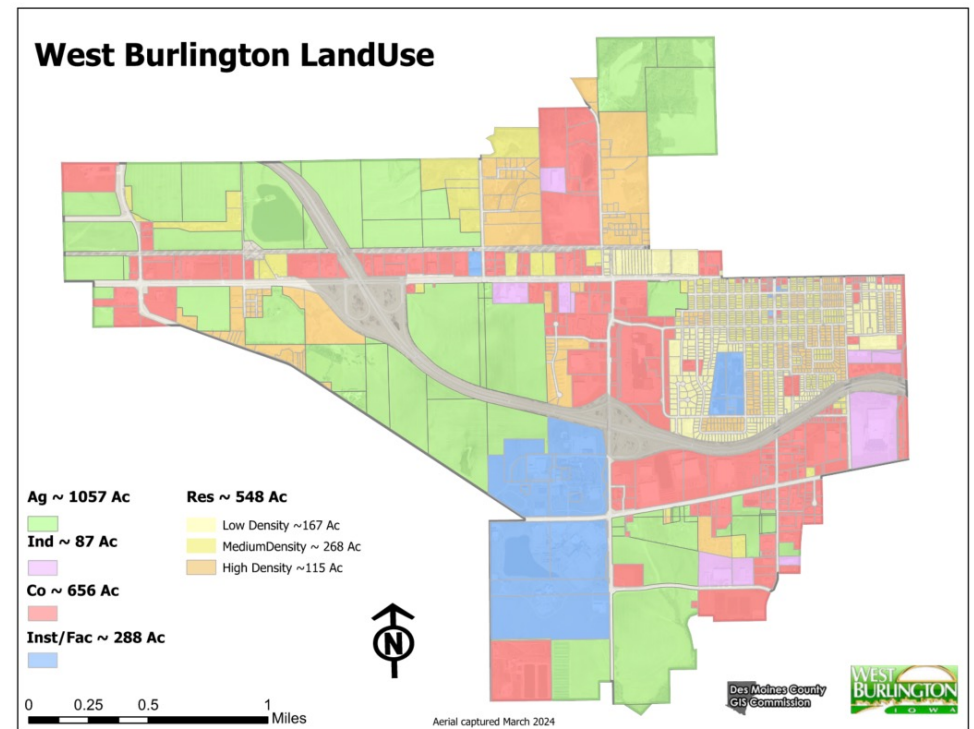 West Burlington LandUse
Ag ~ 1057 Ac
Ind ~ 87 Ac
Co ~ 656 Ac
Inst/Fac ~ 288 Ac
Res ~ 548 Ac
Low Density ~167 Ac
MediumDensity ~ 268 Ac
High Density ~115 Ac
N
0 0.25 0.5 1
Miles
Aerial captured March 2024
Des Moines County
GIS Commission
WEST
BURLINGTON
IOWA